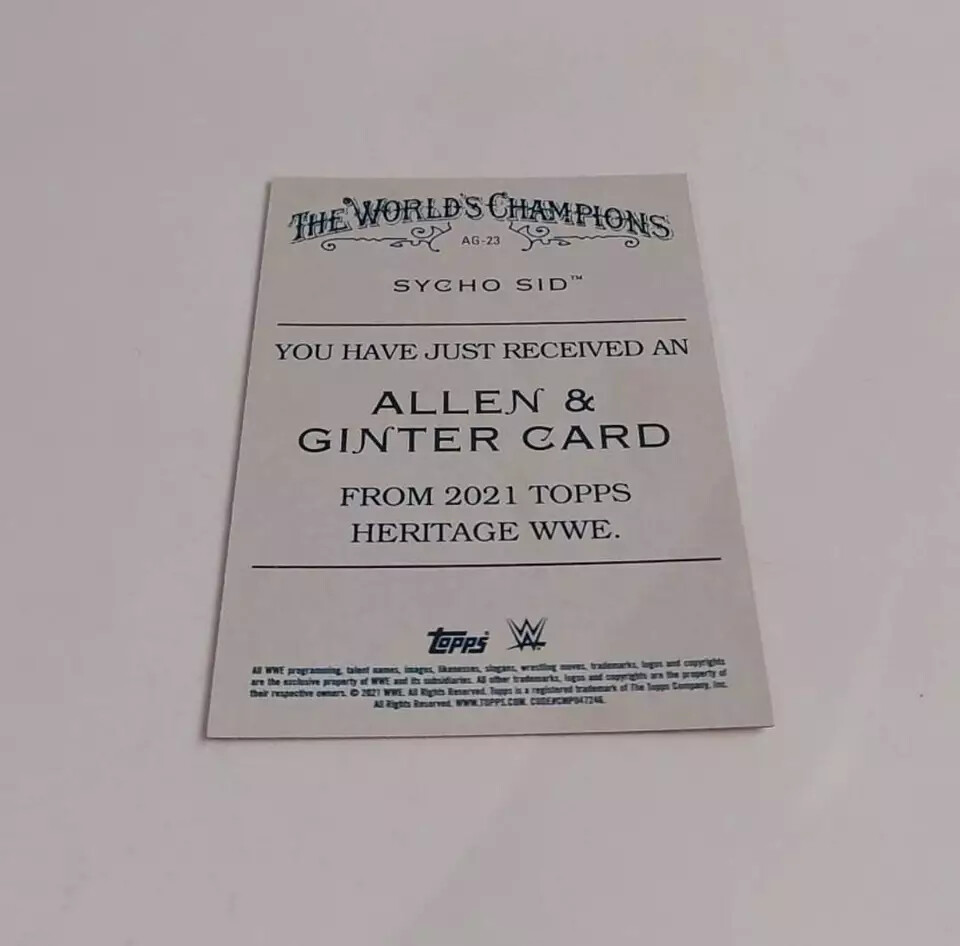 THE WORLD'S CHAMPIONS
AG-23
SYCHO SID™
YOU HAVE JUST RECEIVED AN
ALLEN &
GINTER CARD
FROM 2021 TOPPS
HERITAGE WWE.
topps W
All WWE programming, talent names, images, likenesses, slogans, wrestling moves, trademarks, logos and copyrights
are the exclusive property of WWE and its subsidiaries. All other trademarks, logos and copyrights are the property of
their respective owners. © 2021 WWE. All Rights Reserved. Topps is a registered trademark of The Topps Company, Inc.
All Rights Reserved. WWW.TOPPS.COM. CODE#CMP047246.